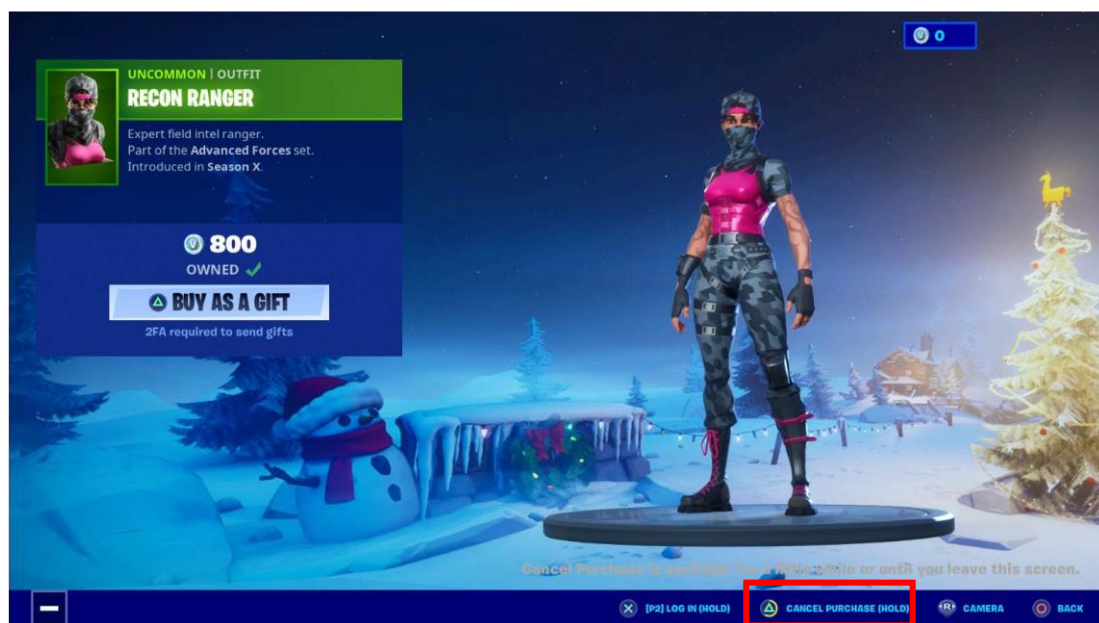 0
UNCOMMON | OUTFIT
RECON RANGER
Expert field intel ranger.
Part of the Advanced Forces set.
Introduced in Season X.
800
OWNED
BUY AS A GIFT
2FA required to send gifts
Cancel Purchase is available for a little while or until you leave this screen.
[P2] LOG IN (HOLD)
CANCEL PURCHASE (HOLD)
R
CAMERA
BACK